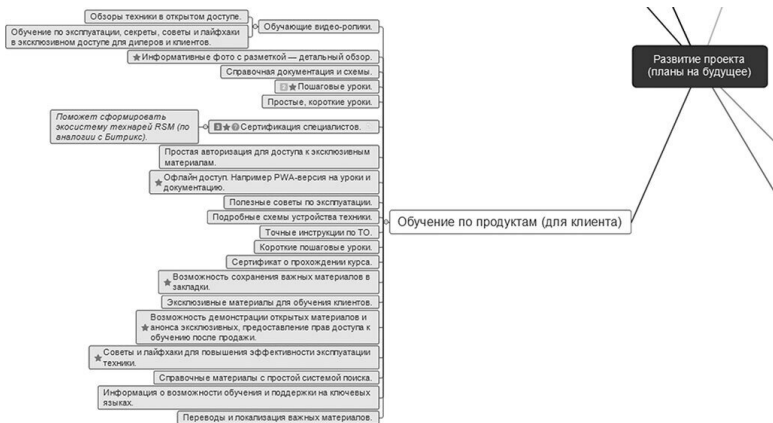 Обзоры техники в открытом доступе.
Обучение по эксплуатации, секреты, советы и лайфхаки
в эксклюзивном доступе для дилеров и клиентов.
Обучающие видео-ролики.
Информативные фото с разметкой — детальный обзор.
Справочная документация и схемы.
Пошаговые уроки.
Простые, короткие уроки.
Поможет сформировать
экосистему технарей RSM (по
аналогии с Битрикс).
Сертификация специалистов.
Простая авторизация для доступа к эксклюзивным
материалам.
Офлайн доступ. Например PWA-версия на уроки и
документацию.
Полезные советы по эксплуатации.
Подробные схемы устройства техники.
Точные инструкции по ТО.
Короткие пошаговые уроки.
Сертификат о прохождении курса.
Возможность сохранения важных материалов в
закладки.
Эксклюзивные материалы для обучения клиентов.
Возможность демонстрации открытых материалов и
анонса эксклюзивных, предоставление прав доступа к
обучению после продажи.
Советы и лайфхаки для повышения эффективности эксплуатации
техники.
Справочные материалы с простой системой поиска.
Информация о возможности обучения и поддержки на ключевых
языках.
Переводы и локализация важных материалов.
Обучение по продуктам (для клиента)
Развитие проекта
(планы на будущее)